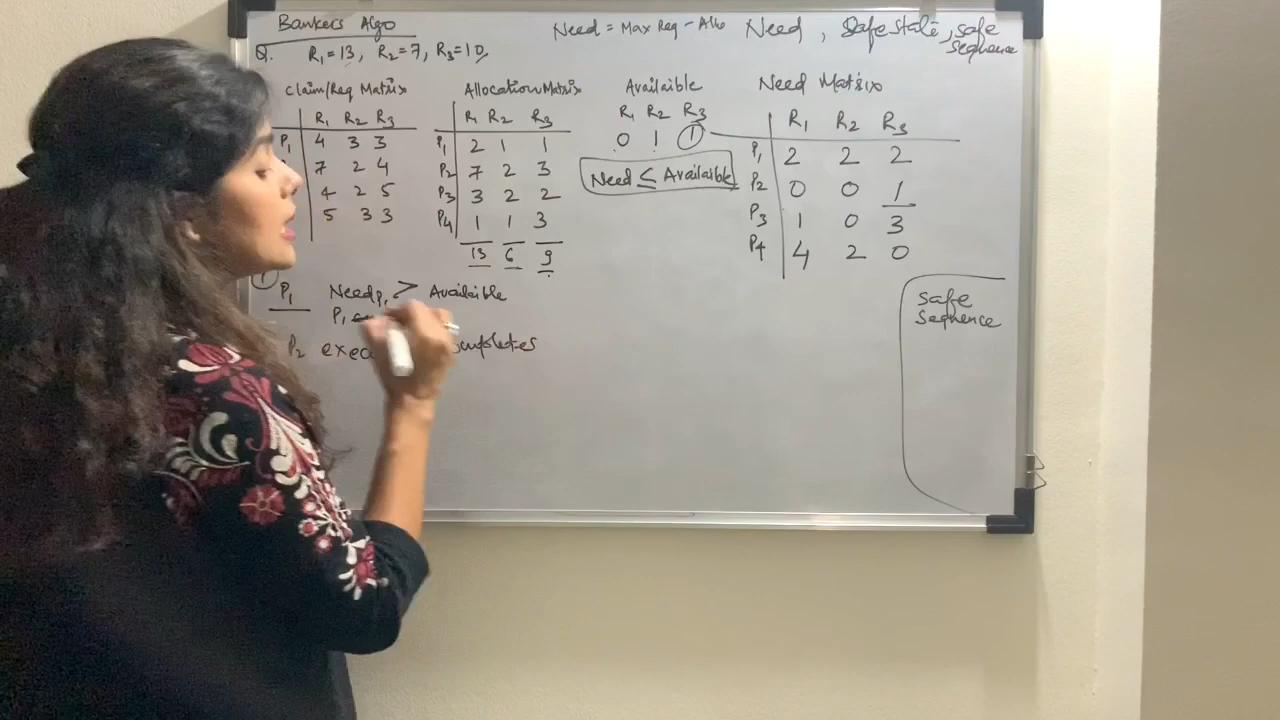 Bankers Algo
Need = Max Req - Allo
Need, Safe state, safe sequence
Q. R1=13, R2=7, R3=10
Claim/Req Matrix
R1 R2 R3
P1 4 3 3
7 2 4
4 2 5
5 3 3
Allocation Matrix
R1 R2 R3
P1 2 1 1
P2 7 2 3
P3 3 2 2
P4 1 1 3
13 6 9
Available
R1 R2 R3
0 1 1
Need ≤ Available
Need Matrix
R1 R2 R3
P1 2 2 2
P2 0 0 1
P3 1 0 3
P4 4 2 0
1
P1 Need P1 > Available
P1
P2
Safe
Sequence